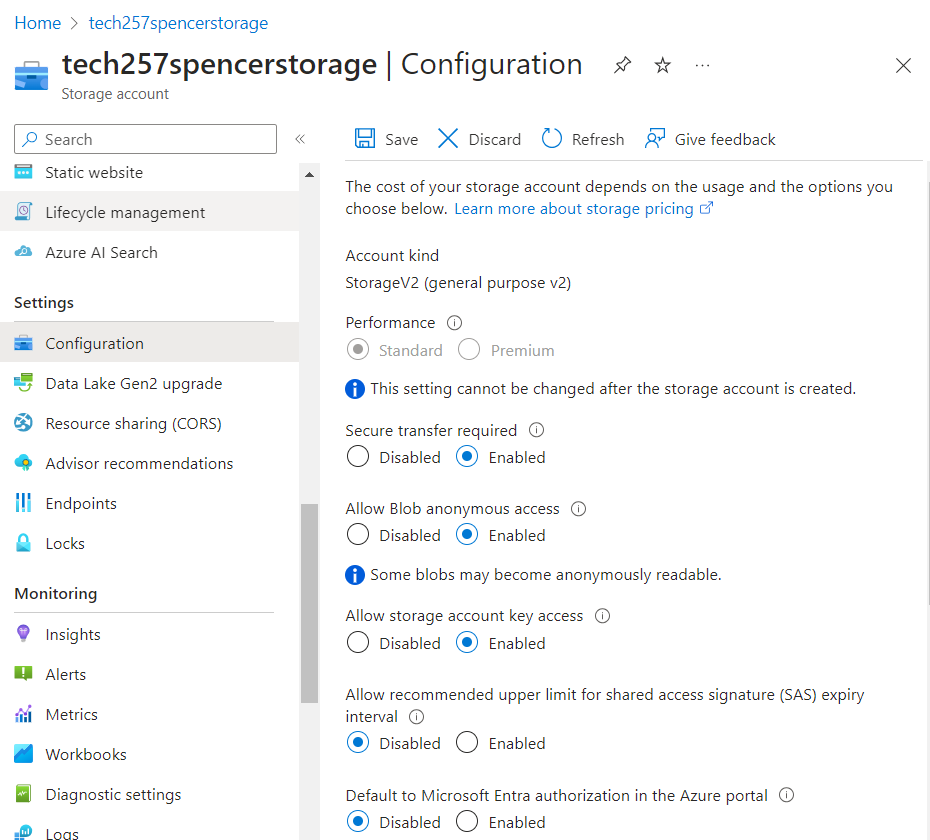 Home > tech257spencerstorage
tech257spencerstorage | Configuration
Storage account
Search
Static website
Lifecycle management
Azure AI Search
Settings
Configuration
Data Lake Gen2 upgrade
Resource sharing (CORS)
Advisor recommendations
Endpoints
Locks
Monitoring
Insights
Alerts
Metrics
Workbooks
Diagnostic settings
Logs
Save Discard Refresh Give feedback
The cost of your storage account depends on the usage and the options you
choose below. Learn more about storage pricing
Account kind
StorageV2 (general purpose v2)
Performance
Standard Premium
This setting cannot be changed after the storage account is created.
Secure transfer required
Disabled Enabled
Allow Blob anonymous access
Disabled Enabled
Some blobs may become anonymously readable.
Allow storage account key access
Disabled Enabled
Allow recommended upper limit for shared access signature (SAS) expiry
interval
Disabled Enabled
Default to Microsoft Entra authorization in the Azure portal
Disabled Enabled